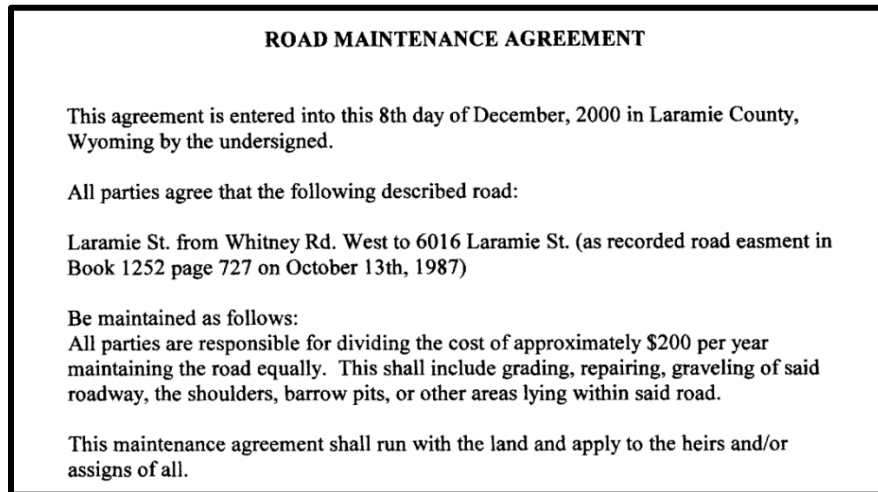 ROAD MAINTENANCE AGREEMENT
This agreement is entered into this 8th day of December, 2000 in Laramie County,
Wyoming by the undersigned.
All parties agree that the following described road:
Laramie St. from Whitney Rd. West to 6016 Laramie St. (as recorded road easment in
Book 1252 page 727 on October 13th, 1987)
Be maintained as follows:
All parties are responsible for dividing the cost of approximately $200 per year
maintaining the road equally. This shall include grading, repairing, graveling of said
roadway, the shoulders, barrow pits, or other areas lying within said road.
This maintenance agreement shall run with the land and apply to the heirs and/or
assigns of all.